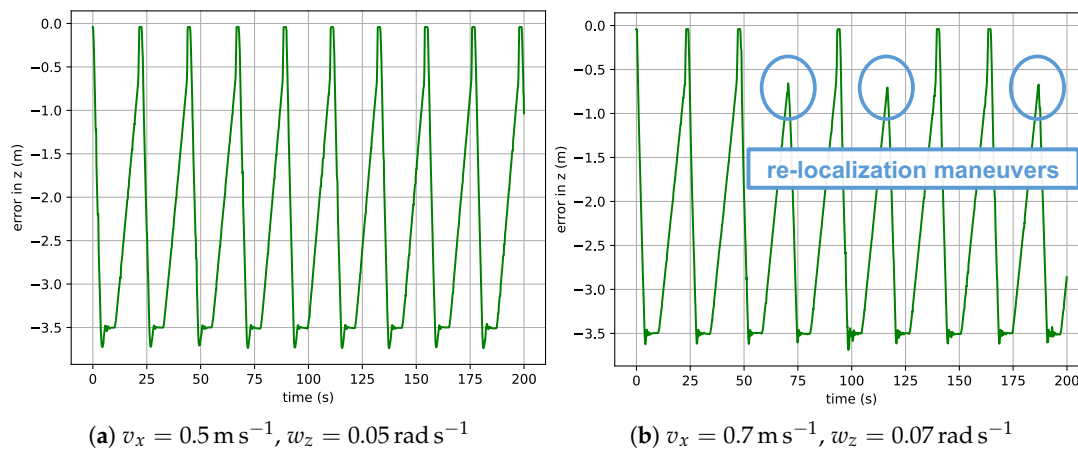 0.0
−0.5
−1.0
−1.5
−2.0
−2.5
−3.0
−3.5
error in z (m)
0 25 50 75 100 125 150 175 200
time (s)
(a) vₓ = 0.5 m s⁻¹, w_z = 0.05 rad s⁻¹
0.0
−0.5
−1.0
−1.5
−2.0
−2.5
−3.0
−3.5
error in z (m)
re-localization maneuvers
0 25 50 75 100 125 150 175 200
time (s)
(b) vₓ = 0.7 m s⁻¹, w_z = 0.07 rad s⁻¹